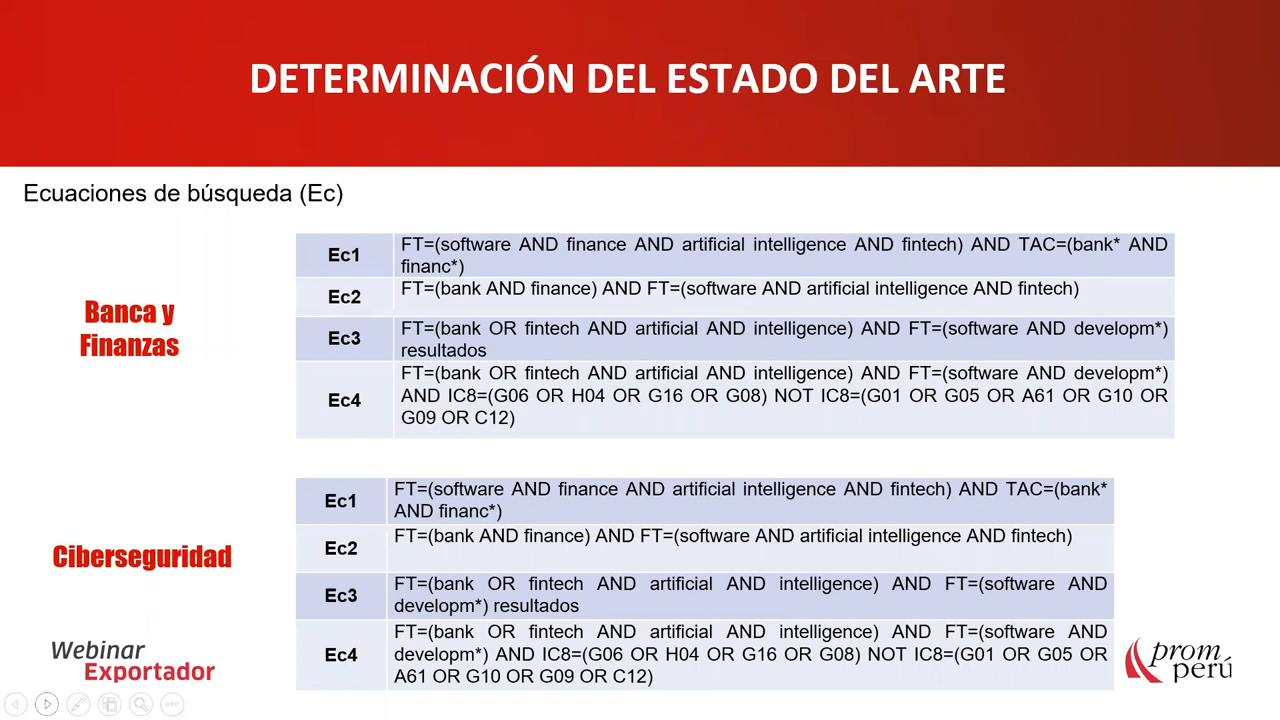 DETERMINACIÓN DEL ESTADO DEL ARTE
Ecuaciones de búsqueda (Ec)
Banca y
Finanzas
Ec1
FT=(software AND finance AND artificial intelligence AND fintech) AND TAC=(bank* AND
financ*)
Ec2
FT=(bank AND finance) AND FT=(software AND artificial intelligence AND fintech)
Ec3
FT=(bank OR fintech AND artificial AND intelligence) AND FT=(software AND developm*)
resultados
Ec4
FT=(bank OR fintech AND artificial AND intelligence) AND FT=(software AND developm*)
AND IC8=(G06 OR H04 OR G16 OR G08) NOT IC8=(G01 OR G05 OR A61 OR G10 OR
G09 OR C12)
Ciberseguridad
Ec1
FT=(software AND finance AND artificial intelligence AND fintech) AND TAC=(bank*
AND financ*)
Ec2
FT=(bank AND finance) AND FT=(software AND artificial intelligence AND fintech)
Ec3
FT=(bank OR fintech AND artificial AND intelligence) AND FT=(software AND
developm*) resultados
Ec4
FT=(bank OR fintech AND artificial AND intelligence) AND FT=(software AND
developm*) AND IC8=(G06 OR H04 OR G16 OR G08) NOT IC8=(G01 OR G05 OR
A61 OR G10 OR G09 OR C12)
Webinar
Exportador
prom
perú